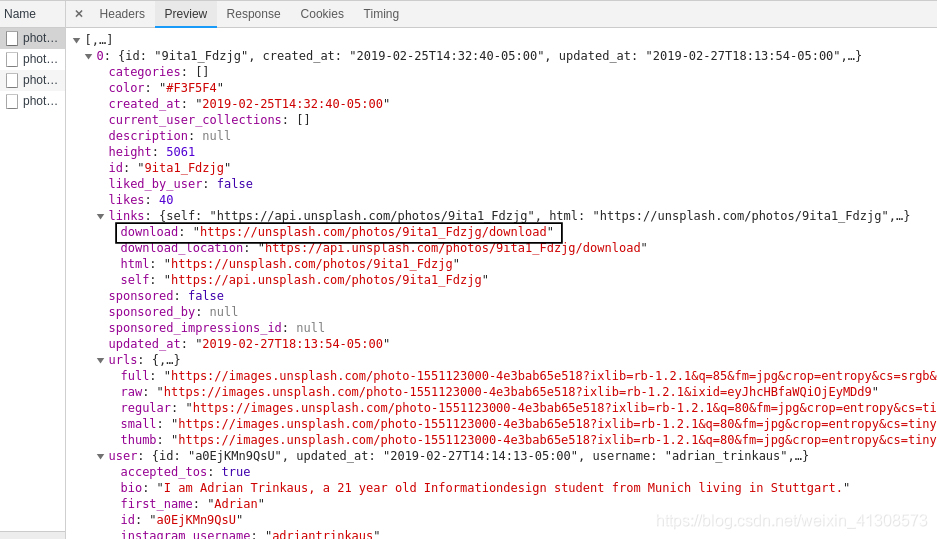 Name × Headers Preview Response Cookies Timing
phot…
phot…
phot…
phot…
[,…]
0: {id: "9ita1_Fdzjg", created_at: "2019-02-25T14:32:40-05:00", updated_at: "2019-02-27T18:13:54-05:00",…}
categories: []
color: "#F3F5F4"
created_at: "2019-02-25T14:32:40-05:00"
current_user_collections: []
description: null
height: 5061
id: "9ita1_Fdzjg"
liked_by_user: false
likes: 40
links: {self: "https://api.unsplash.com/photos/9ita1_Fdzjg", html: "https://unsplash.com/photos/9ita1_Fdzjg",…}
download: "https://unsplash.com/photos/9ita1_Fdzjg/download"
download_location: "https://api.unsplash.com/photos/9ita1_Fdzjg/download"
html: "https://unsplash.com/photos/9ita1_Fdzjg"
self: "https://api.unsplash.com/photos/9ita1_Fdzjg"
sponsored: false
sponsored_by: null
sponsored_impressions_id: null
updated_at: "2019-02-27T18:13:54-05:00"
urls: {,…}
full: "https://images.unsplash.com/photo-1551123000-4e3bab65e518?ixlib=rb-1.2.1&q=85&fm=jpg&crop=entropy&cs=srgb&
raw: "https://images.unsplash.com/photo-1551123000-4e3bab65e518?ixlib=rb-1.2.1&ixid=eyJhcHBfaWQiOjEyMDd9"
regular: "https://images.unsplash.com/photo-1551123000-4e3bab65e518?ixlib=rb-1.2.1&q=80&fm=jpg&crop=entropy&cs=ti
small: "https://images.unsplash.com/photo-1551123000-4e3bab65e518?ixlib=rb-1.2.1&q=80&fm=jpg&crop=entropy&cs=tiny
thumb: "https://images.unsplash.com/photo-1551123000-4e3bab65e518?ixlib=rb-1.2.1&q=80&fm=jpg&crop=entropy&cs=tiny
user: {id: "a0EjKMn9QsU", updated_at: "2019-02-27T14:14:13-05:00", username: "adrian_trinkaus",…}
accepted_tos: true
bio: "I am Adrian Trinkaus, a 21 year old Informationdesign student from Munich living in Stuttgart."
first_name: "Adrian"
id: "a0EjKMn9QsU"
instagram_username: "adriantrinkaus"
https://blog.csdn.net/weixin_41308573